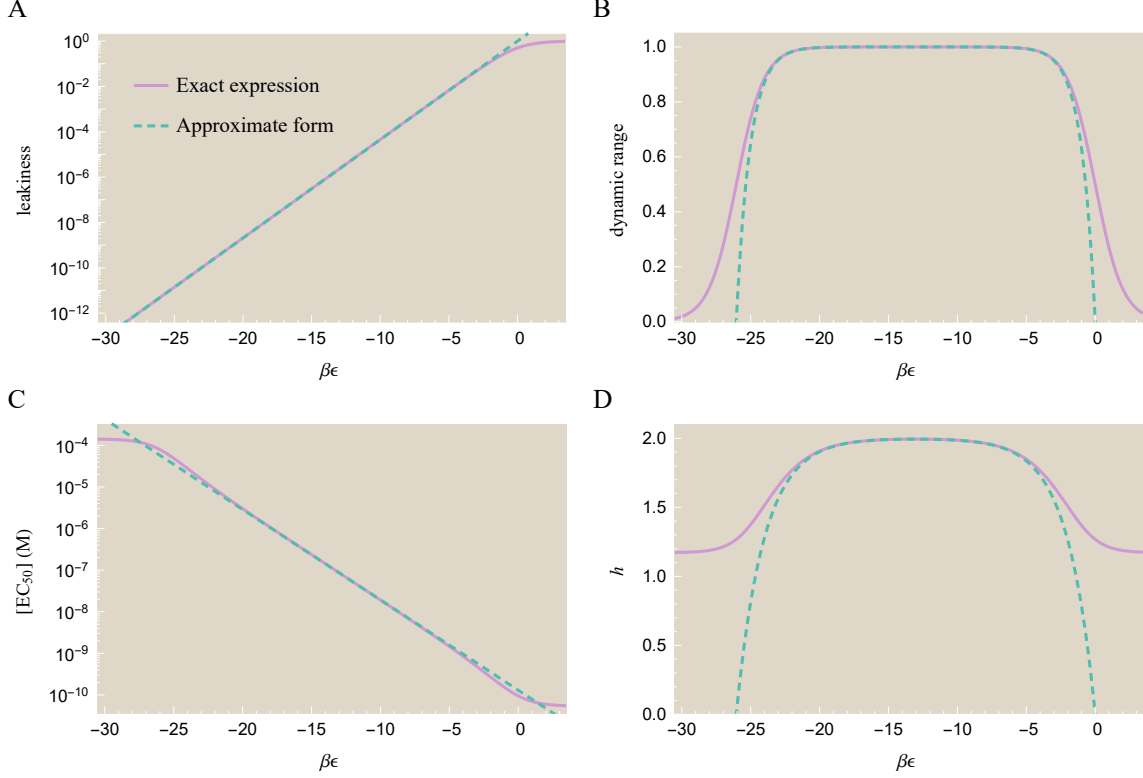 A
10⁰
10⁻²
10⁻⁴
10⁻⁶
10⁻⁸
10⁻¹⁰
10⁻¹²
leakiness
Exact expression
Approximate form
−30 −25 −20 −15 −10 −5 0
βϵ
B
1.0
0.8
0.6
0.4
0.2
0.0
dynamic range
−30 −25 −20 −15 −10 −5 0
βϵ
C
10⁻⁴
10⁻⁵
10⁻⁶
10⁻⁷
10⁻⁸
10⁻⁹
10⁻¹⁰
[EC₅₀] (M)
−30 −25 −20 −15 −10 −5 0
βϵ
D
2.0
1.5
1.0
0.5
0.0
h
−30 −25 −20 −15 −10 −5 0
βϵ